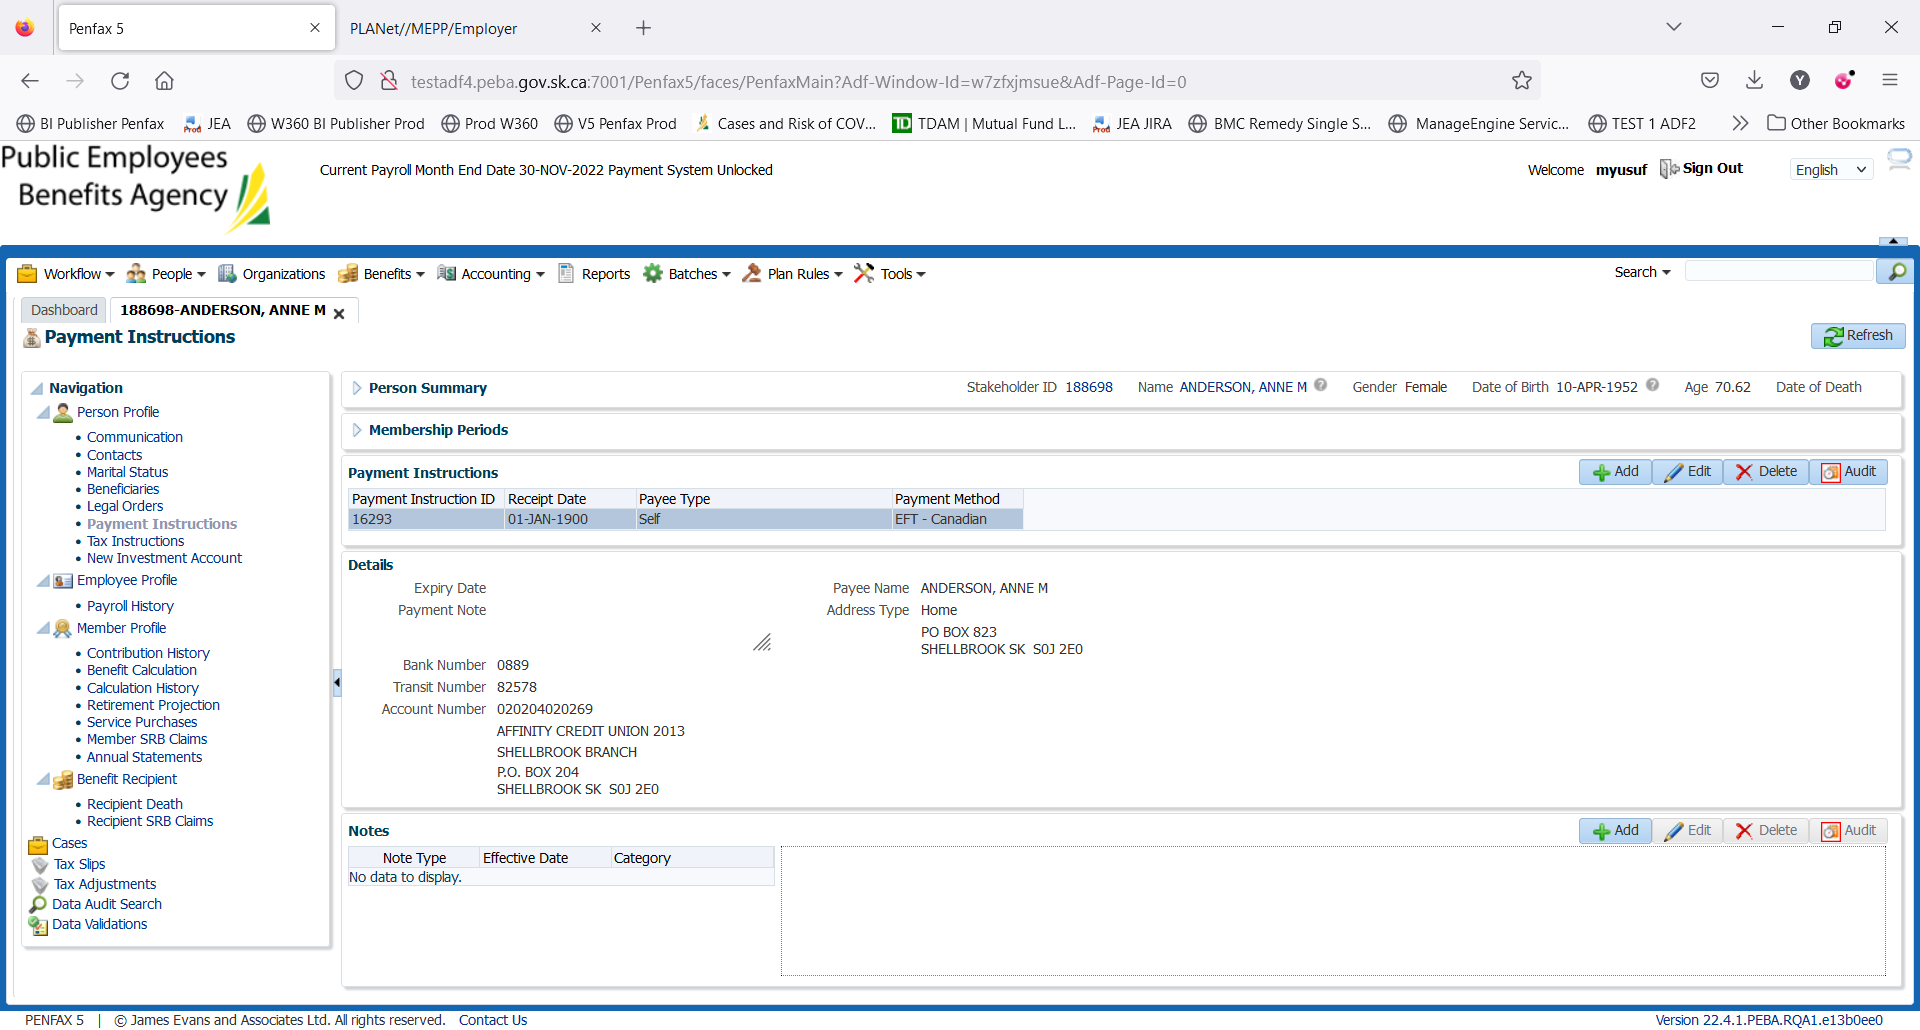 Penfax 5
PLANet//MEPP/Employer
testadf4.peba.gov.sk.ca:7001/Penfax5/faces/PenfaxMain?Adf-Window-Id=w7zfxjmsue&Adf-Page-Id=0
Y
BI Publisher Penfax
JEA
W360 BI Publisher Prod
Prod W360
V5 Penfax Prod
Cases and Risk of COV...
TDAM | Mutual Fund L...
JEA JIRA
BMC Remedy Single S...
ManageEngine Servic...
TEST 1 ADF2
Other Bookmarks
Public Employees
Benefits Agency
Current Payroll Month End Date 30-NOV-2022 Payment System Unlocked
Welcome myusuf Sign Out English
Workflow People Organizations Benefits Accounting Reports Batches Plan Rules Tools Search
Dashboard 188698-ANDERSON, ANNE M
Payment Instructions
Refresh
Navigation
Person Profile
Communication
Contacts
Marital Status
Beneficiaries
Legal Orders
Payment Instructions
Tax Instructions
New Investment Account
Employee Profile
Payroll History
Member Profile
Contribution History
Benefit Calculation
Calculation History
Retirement Projection
Service Purchases
Member SRB Claims
Annual Statements
Benefit Recipient
Recipient Death
Recipient SRB Claims
Cases
Tax Slips
Tax Adjustments
Data Audit Search
Data Validations
Person Summary Stakeholder ID 188698 Name ANDERSON, ANNE M Gender Female Date of Birth 10-APR-1952 Age 70.62 Date of Death
Membership Periods
Payment Instructions Add Edit Delete Audit
Payment Instruction ID Receipt Date Payee Type Payment Method
16293 01-JAN-1900 Self EFT - Canadian
Details
Expiry Date
Payment Note
Bank Number 0889
Transit Number 82578
Account Number 020204020269
AFFINITY CREDIT UNION 2013
SHELLBROOK BRANCH
P.O. BOX 204
SHELLBROOK SK S0J 2E0
Payee Name ANDERSON, ANNE M
Address Type Home
PO BOX 823
SHELLBROOK SK S0J 2E0
Notes Add Edit Delete Audit
Note Type Effective Date Category
No data to display.
PENFAX 5 | © James Evans and Associates Ltd. All rights reserved. Contact Us
Version 22.4.1.PEBA.RQA1.e13b0ee0